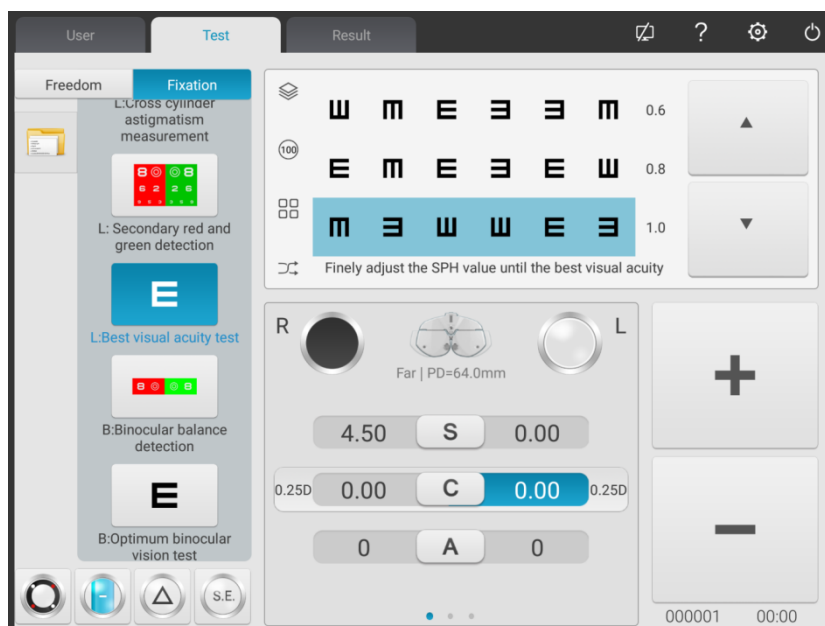 User
Test
Result
?
Freedom
Fixation
L:Cross cylinder
astigmatism
measurement
8 8
6 2 2 6
L: Secondary red and
green detection
E
L:Best visual acuity test
8 8
B:Binocular balance
detection
E
B:Optimum binocular
vision test
S.E.
100
Ш m E Ǝ Ǝ m 0.6
E m E Ǝ E Ш 0.8
m Ǝ Ш Ш E Ǝ 1.0
Finely adjust the SPH value until the best visual acuity
R
L
Far | PD=64.0mm
4.50 S 0.00
0.25D 0.00 C 0.00 0.25D
0 A 0
+
−
000001 00:00